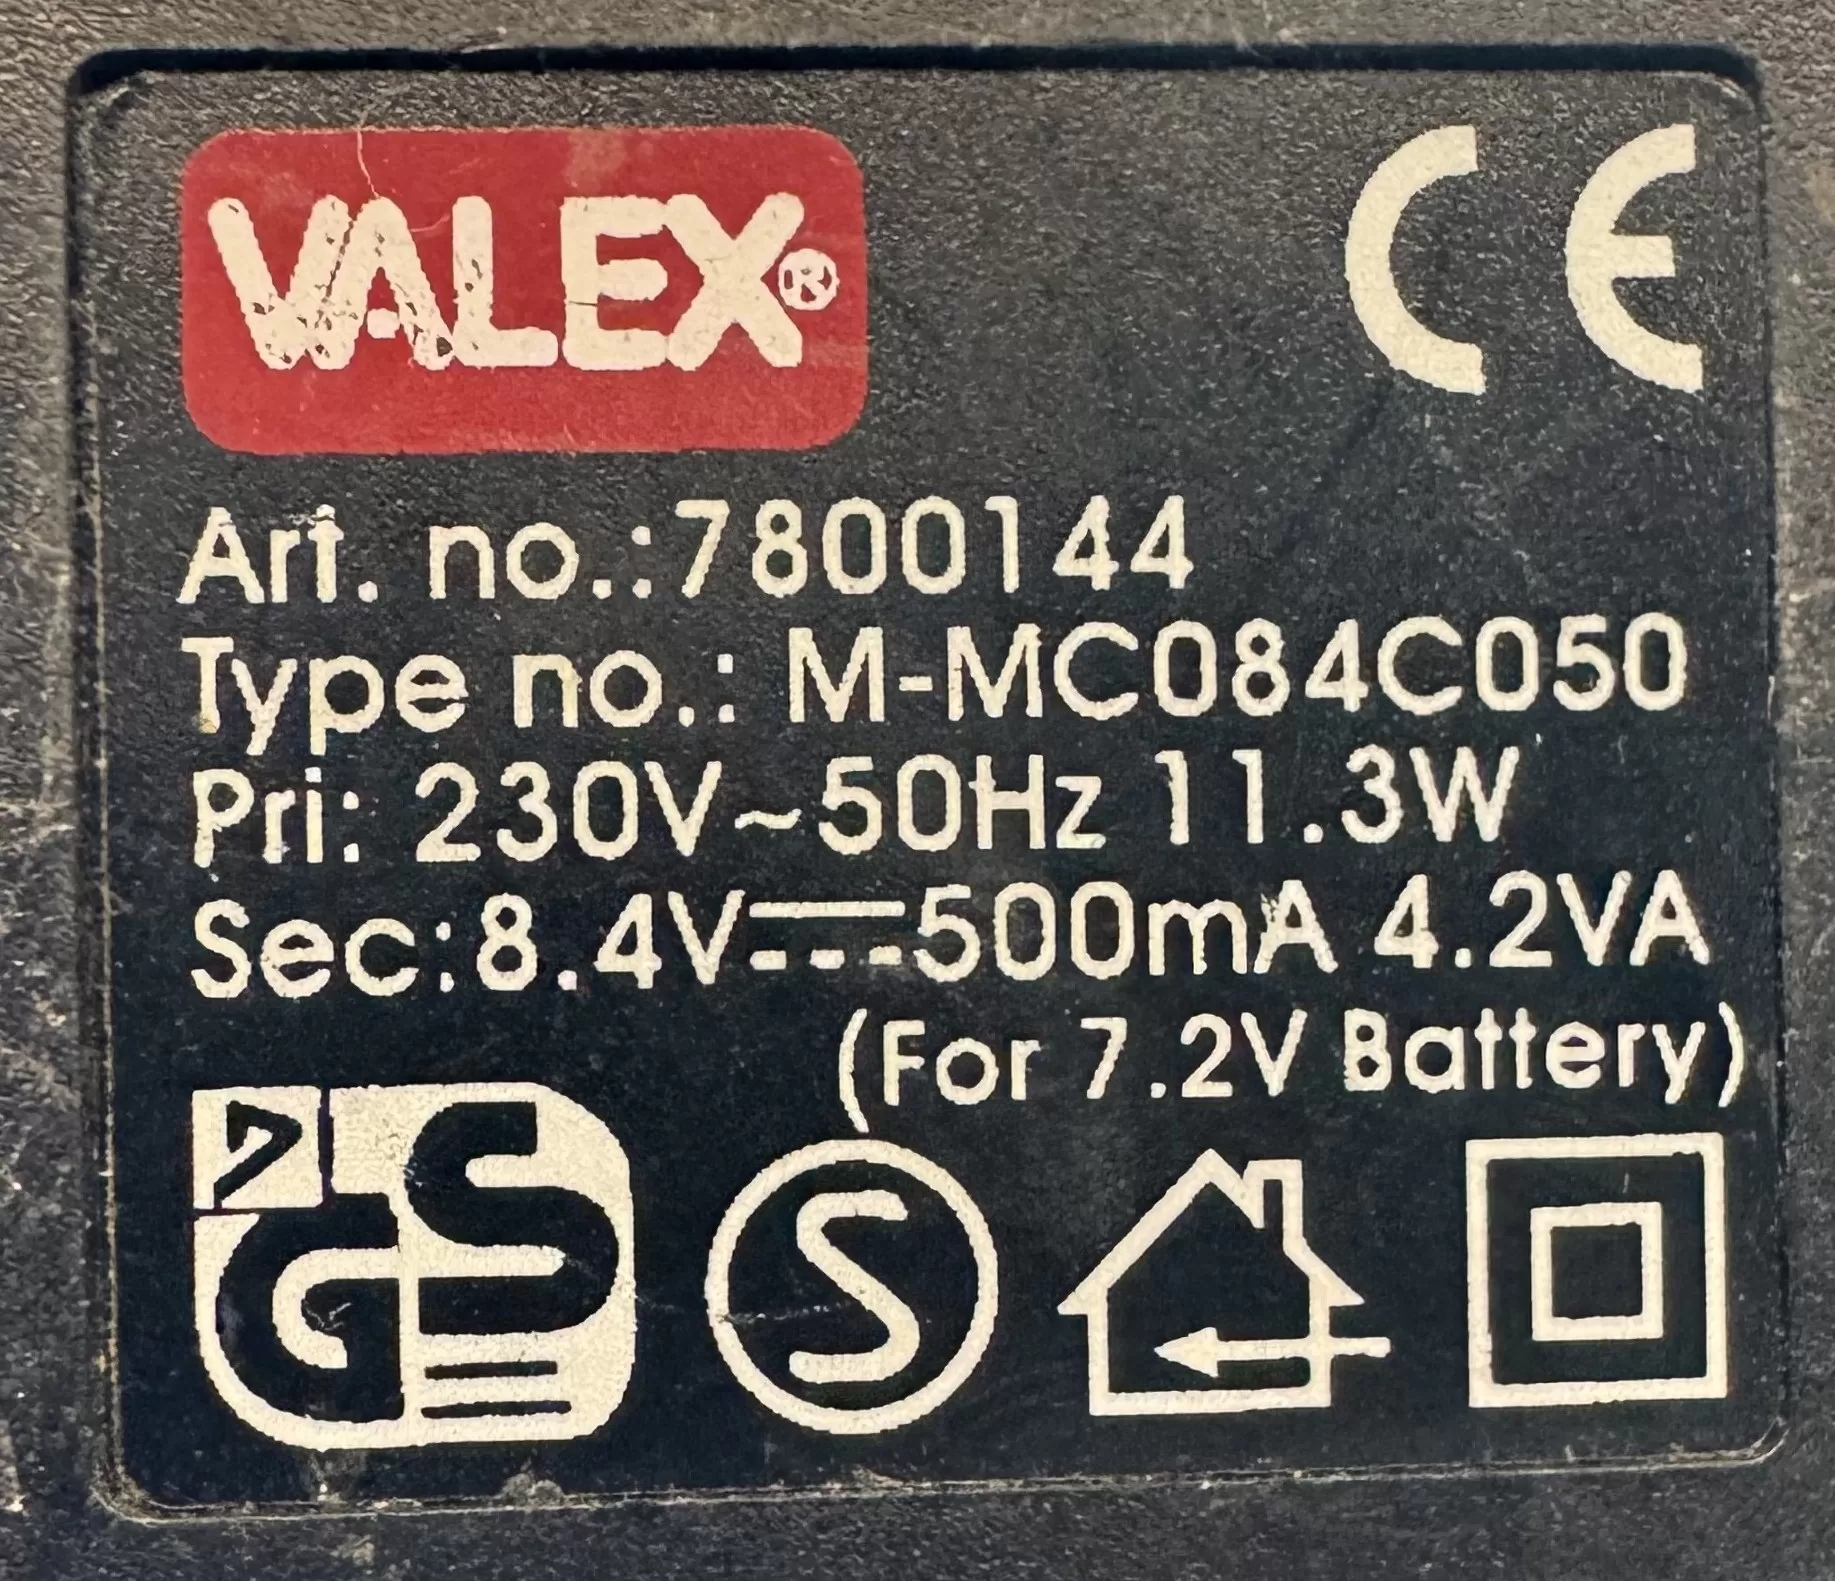 VALEX®
CE
Art. no.:7800144
Type no.: M-MC084C050
Pri: 230V~50Hz 11.3W
Sec:8.4V⎓500mA 4.2VA
(For 7.2V Battery)
GS
S